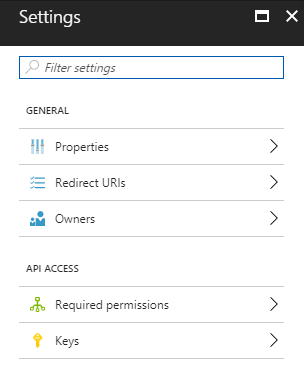 Settings
Filter settings
GENERAL
Properties
Redirect URIs
Owners
API ACCESS
Required permissions
Keys